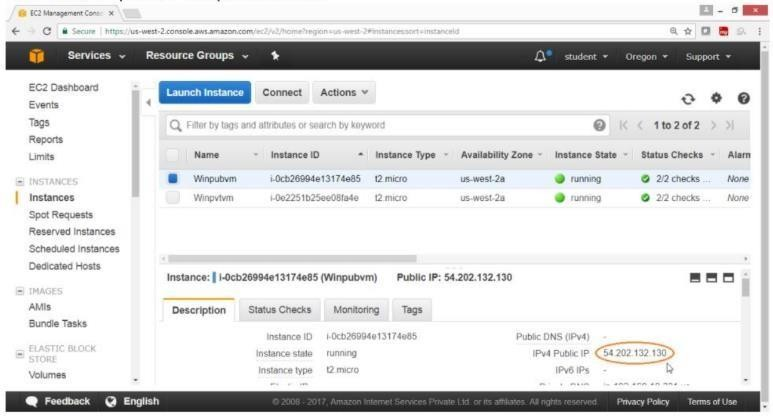 EC2 Management Conso
Secure | https://us-west-2.console.aws.amazon.com/ec2/v2/home?region=us-west-2#Instances:sort=instanceId
Services Resource Groups student Oregon Support
EC2 Dashboard
Events
Tags
Reports
Limits
INSTANCES
Instances
Spot Requests
Reserved Instances
Scheduled Instances
Dedicated Hosts
IMAGES
AMIs
Bundle Tasks
ELASTIC BLOCK
STORE
Volumes
Launch Instance Connect Actions
Filter by tags and attributes or search by keyword 1 to 2 of 2
Name Instance ID Instance Type Availability Zone Instance State Status Checks Alarm
Winpubvm i-0cb26994e13174e85 t2.micro us-west-2a running 2/2 checks ... None
Winpvtvm i-0e2251b25ee08fa4e t2.micro us-west-2a running 2/2 checks ... None
Instance: i-0cb26994e13174e85 (Winpubvm) Public IP: 54.202.132.130
Description Status Checks Monitoring Tags
Instance ID i-0cb26994e13174e85 Public DNS (IPv4) -
Instance state running IPv4 Public IP 54.202.132.130
Instance type t2.micro IPv6 IPs -
Feedback English © 2008 - 2017, Amazon Internet Services Private Ltd. or its affiliates. All rights reserved. Privacy Policy Terms of Use